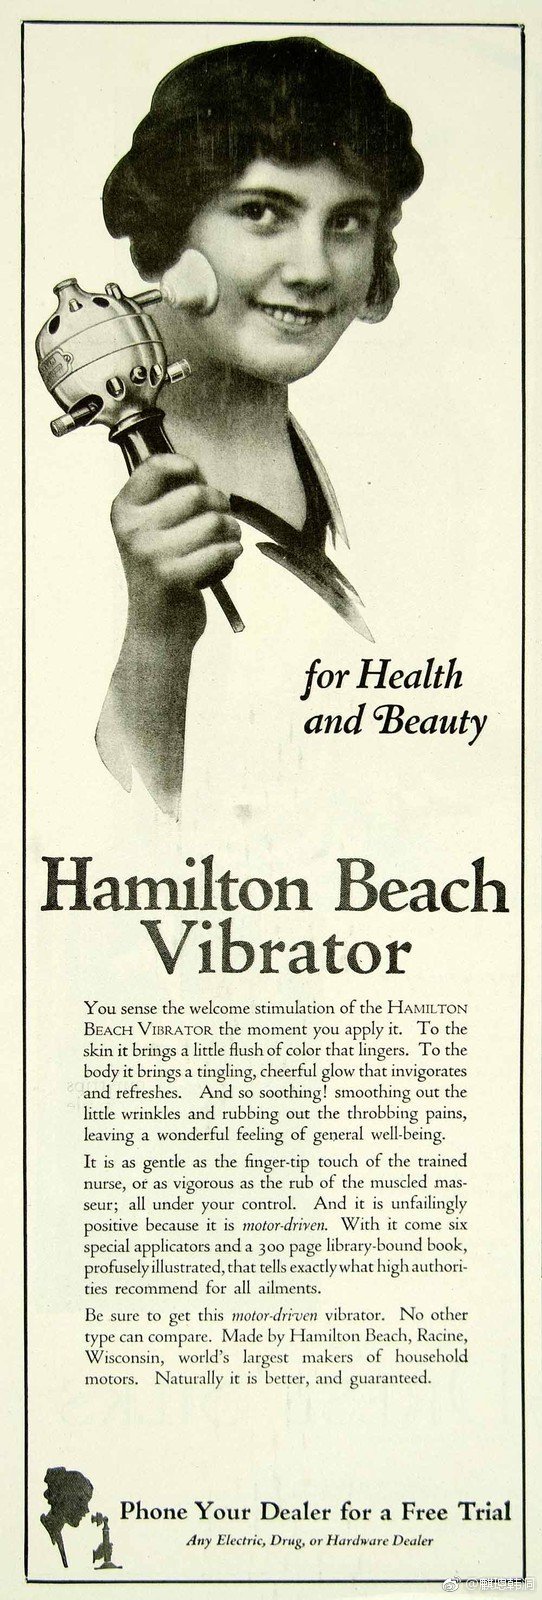 for Health
and Beauty
Hamilton Beach
Vibrator
You sense the welcome stimulation of the HAMILTON
BEACH VIBRATOR the moment you apply it. To the
skin it brings a little flush of color that lingers. To the
body it brings a tingling, cheerful glow that invigorates
and refreshes. And so soothing! smoothing out the
little wrinkles and rubbing out the throbbing pains,
leaving a wonderful feeling of general well-being.
It is as gentle as the finger-tip touch of the trained
nurse, or as vigorous as the rub of the muscled mas-
seur; all under your control. And it is unfailingly
positive because it is motor-driven. With it come six
special applicators and a 300 page library-bound book,
profusely illustrated, that tells exactly what high authori-
ties recommend for all ailments.
Be sure to get this motor-driven vibrator. No other
type can compare. Made by Hamilton Beach, Racine,
Wisconsin, world's largest makers of household
motors. Naturally it is better, and guaranteed.
Phone Your Dealer for a Free Trial
Any Electric, Drug, or Hardware Dealer